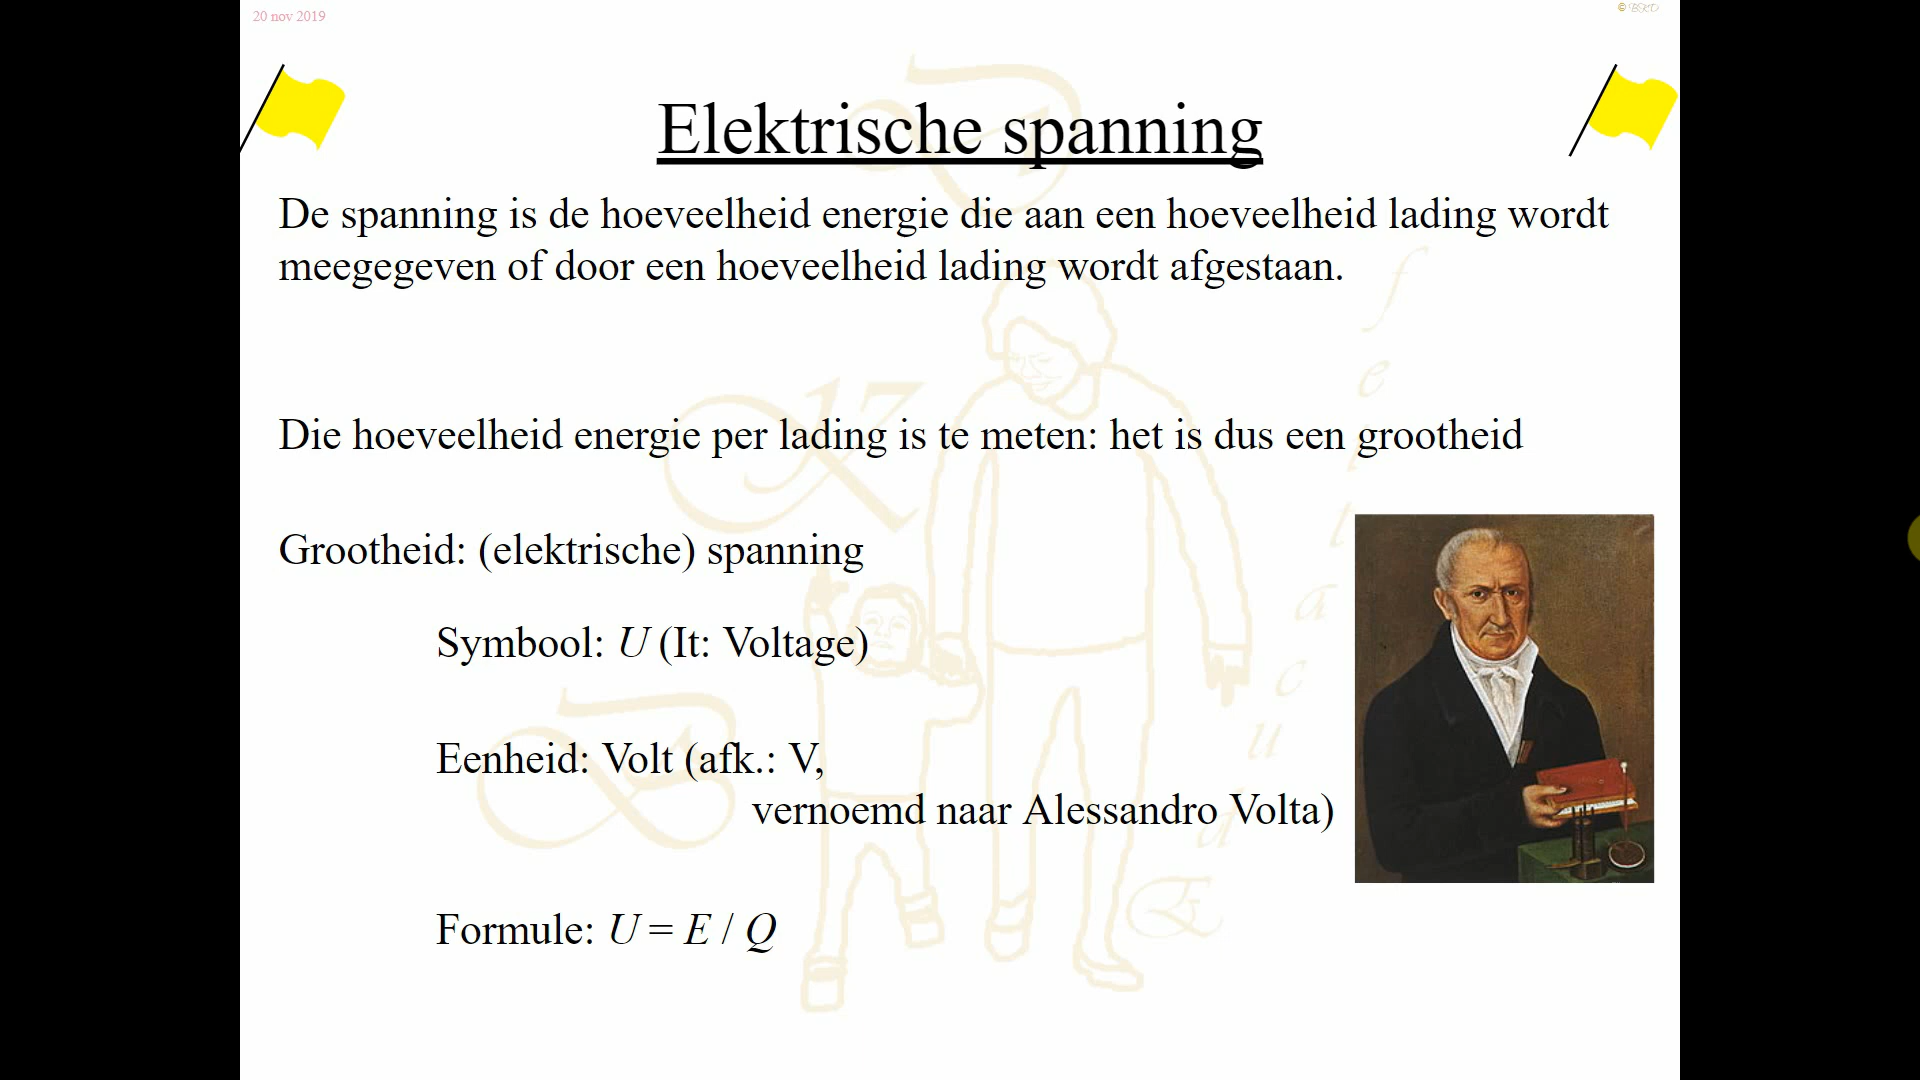 20 nov 2019
© BKD
Elektrische spanning
De spanning is de hoeveelheid energie die aan een hoeveelheid lading wordt
meegegeven of door een hoeveelheid lading wordt afgestaan.
Die hoeveelheid energie per lading is te meten: het is dus een grootheid
Grootheid: (elektrische) spanning
Symbool: U (It: Voltage)
Eenheid: Volt (afk.: V,
vernoemd naar Alessandro Volta)
Formule: U = E / Q